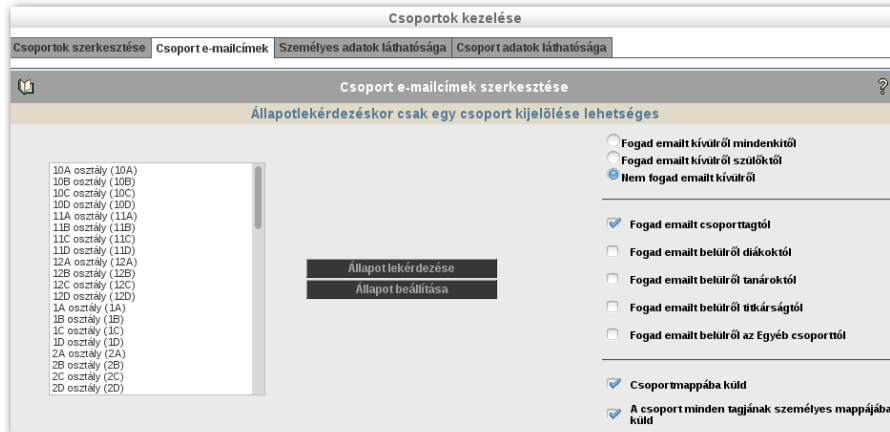 Csoportok kezelése
Csoportok szerkesztése Csoport e-mailcímek Személyes adatok láthatósága Csoport adatok láthatósága
Csoport e-mailcímek szerkesztése ?
Állapotlekérdezéskor csak egy csoport kijelölése lehetséges
10A osztály (10A)
10B osztály (10B)
10C osztály (10C)
10D osztály (10D)
11A osztály (11A)
11B osztály (11B)
11C osztály (11C)
11D osztály (11D)
12A osztály (12A)
12B osztály (12B)
12C osztály (12C)
12D osztály (12D)
1A osztály (1A)
1B osztály (1B)
1C osztály (1C)
1D osztály (1D)
2A osztály (2A)
2B osztály (2B)
2C osztály (2C)
2D osztály (2D)
Állapot lekérdezése
Állapot beállítása
Fogad emailt kívülről mindenkitől
Fogad emailt kívülről szülőktől
Nem fogad emailt kívülről
Fogad emailt csoporttagtól
Fogad emailt belülről diákoktól
Fogad emailt belülről tanároktól
Fogad emailt belülről titkárságtól
Fogad emailt belülről az Egyéb csoporttól
Csoportmappába küld
A csoport minden tagjának személyes mappájába
küld